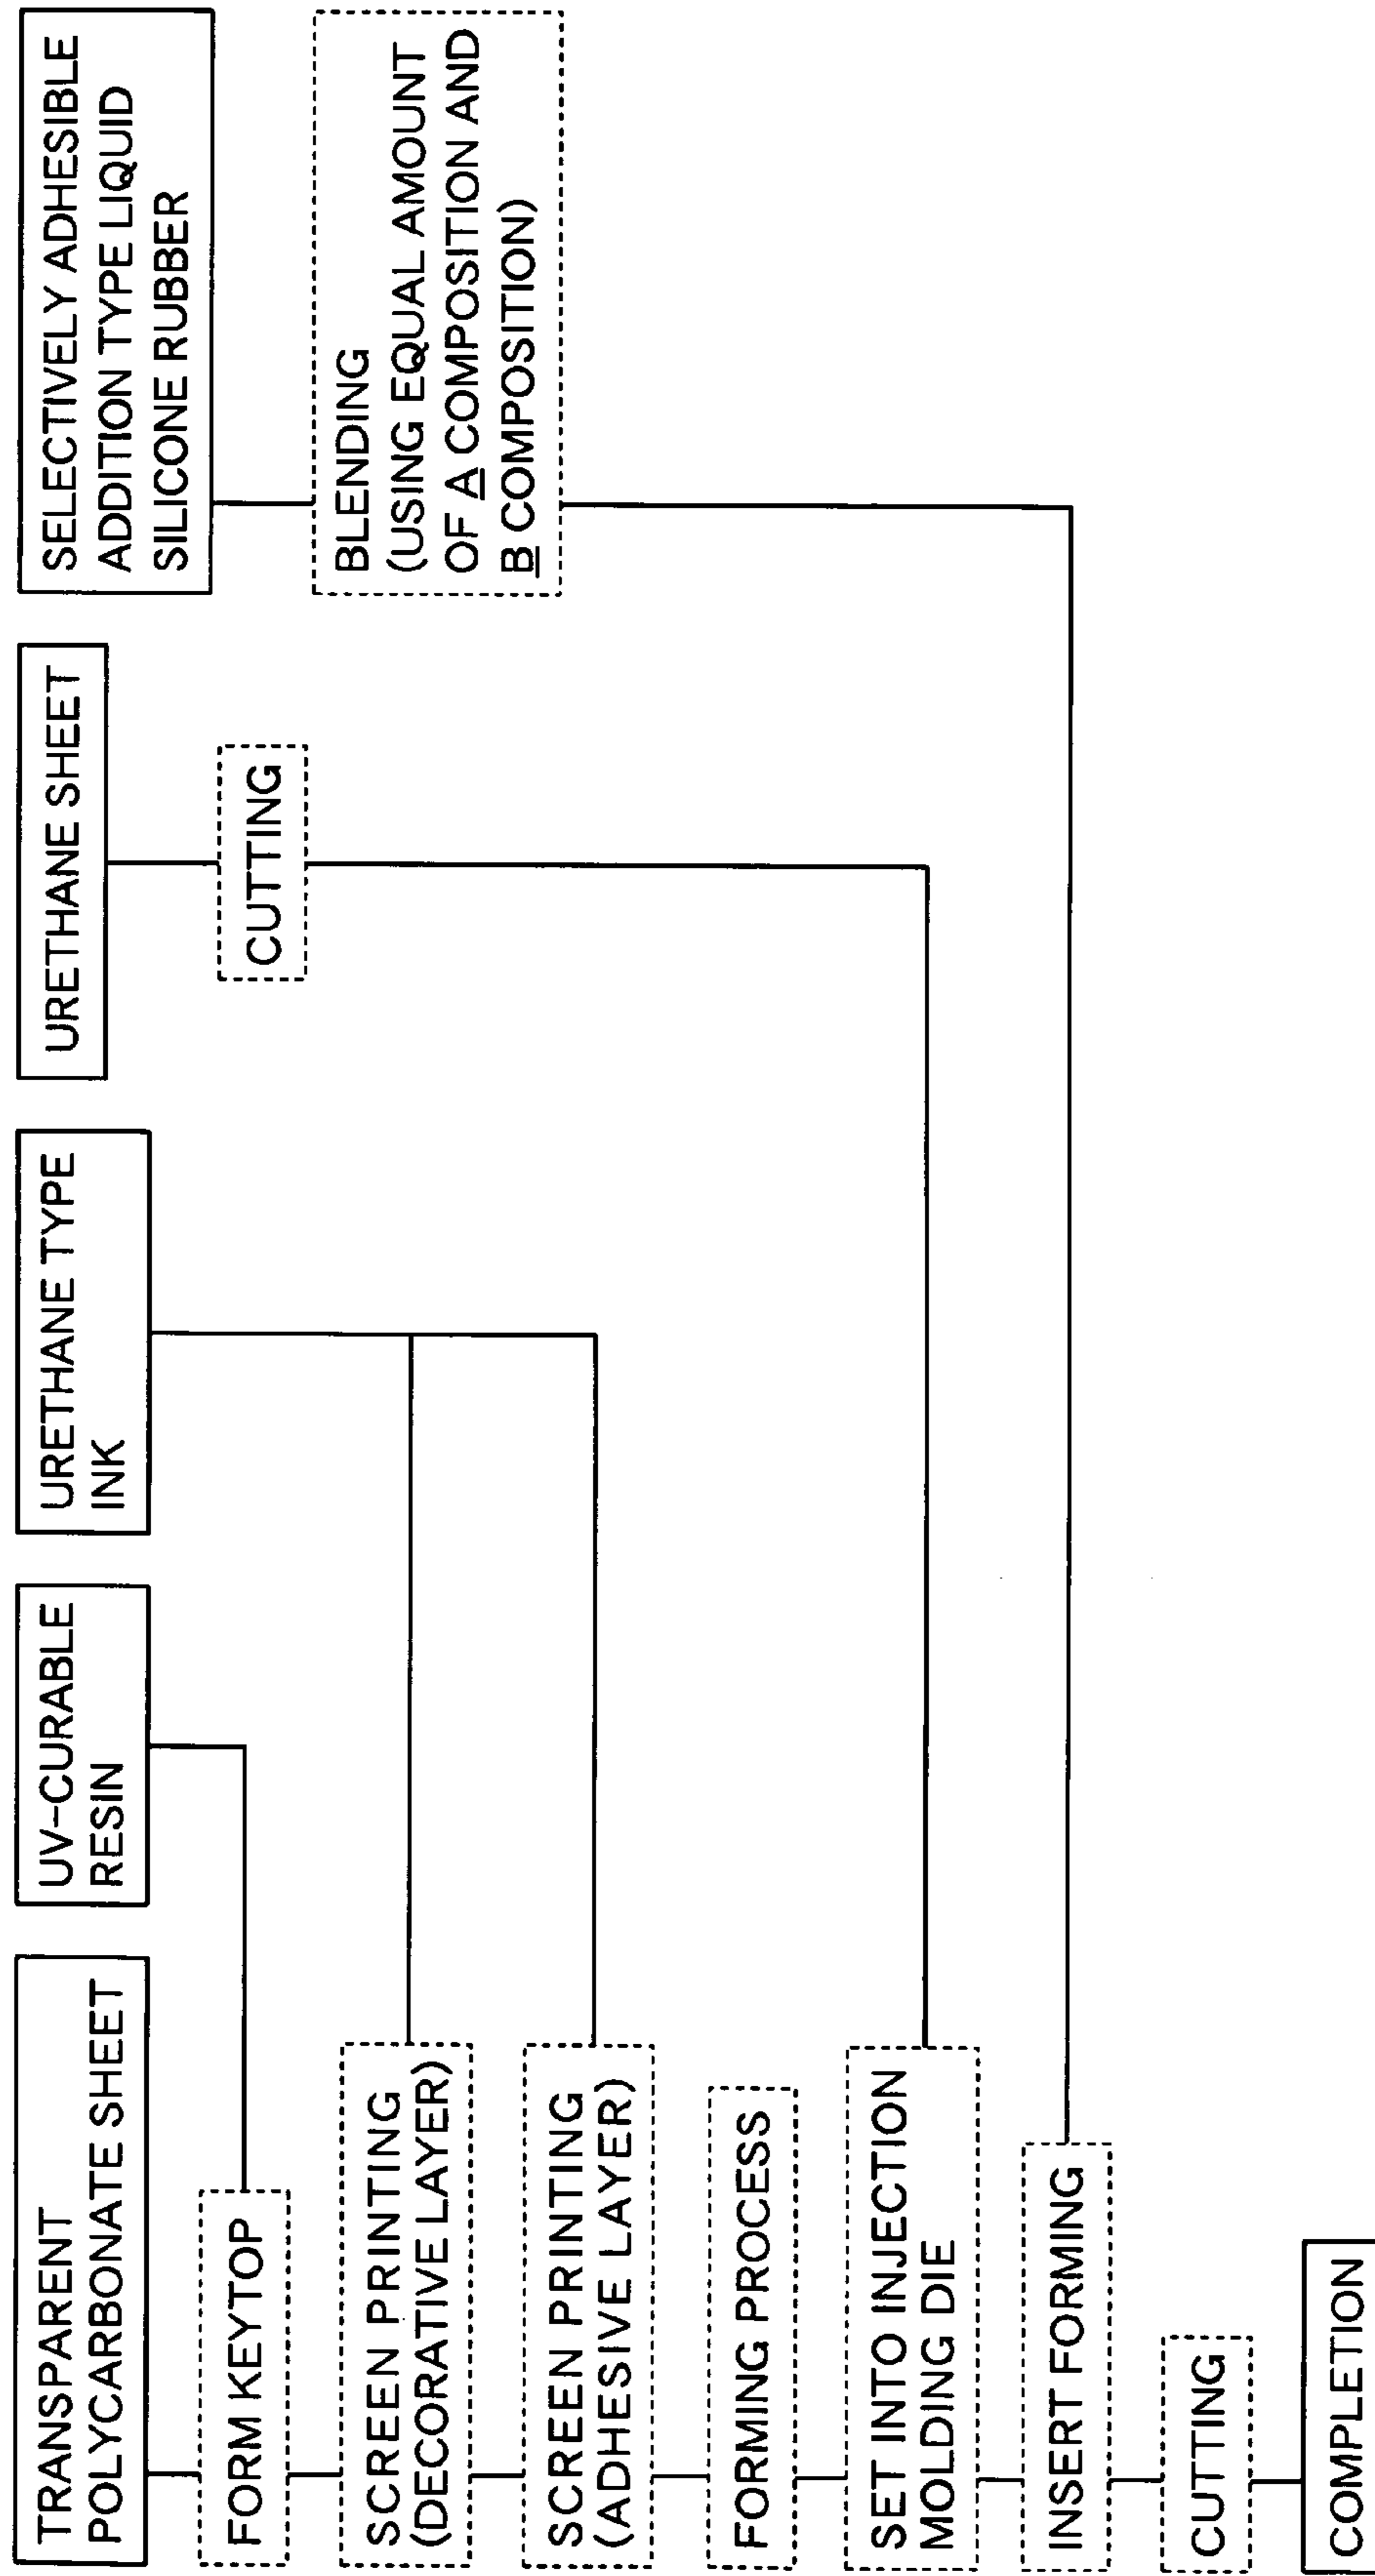 TRANSPARENT
POLYCARBONATE SHEET
UV-CURABLE
RESIN
URETHANE TYPE
INK
URETHANE SHEET
SELECTIVELY ADHESIBLE
ADDITION TYPE LIQUID
SILICONE RUBBER
FORM KEYTOP
CUTTING
BLENDING
(USING EQUAL AMOUNT
OF A COMPOSITION AND
B COMPOSITION)
SCREEN PRINTING
(DECORATIVE LAYER)
SCREEN PRINTING
(ADHESIVE LAYER)
FORMING PROCESS
SET INTO INJECTION
MOLDING DIE
INSERT FORMING
CUTTING
COMPLETION